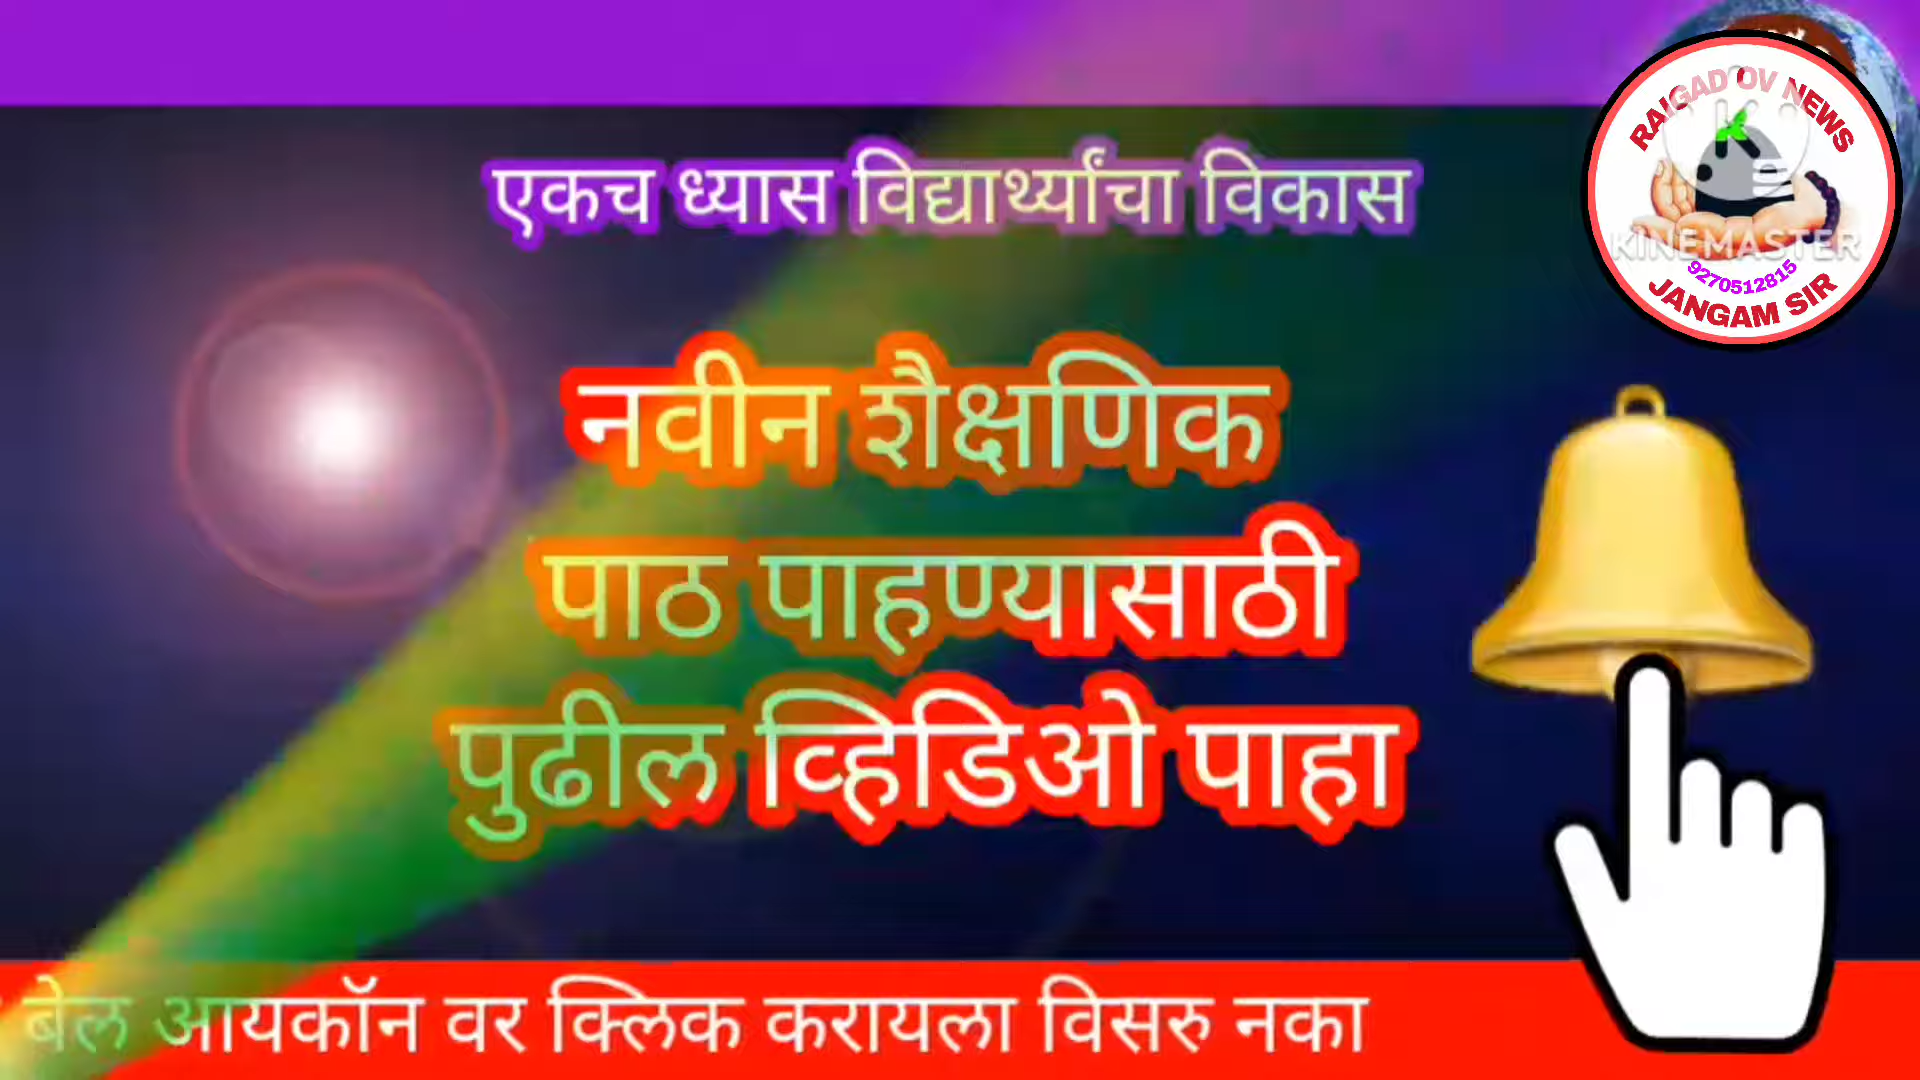 एकच ध्यास विद्यार्थ्यांचा विकास
RAIGAD OV NEWS
KINEMASTER
9270512815
JANGAM SIR
नवीन शैक्षणिक
पाठ पाहण्यासाठी
पुढील व्हिडिओ पाहा
बेल आयकॉन वर क्लिक करायला विसरु नका